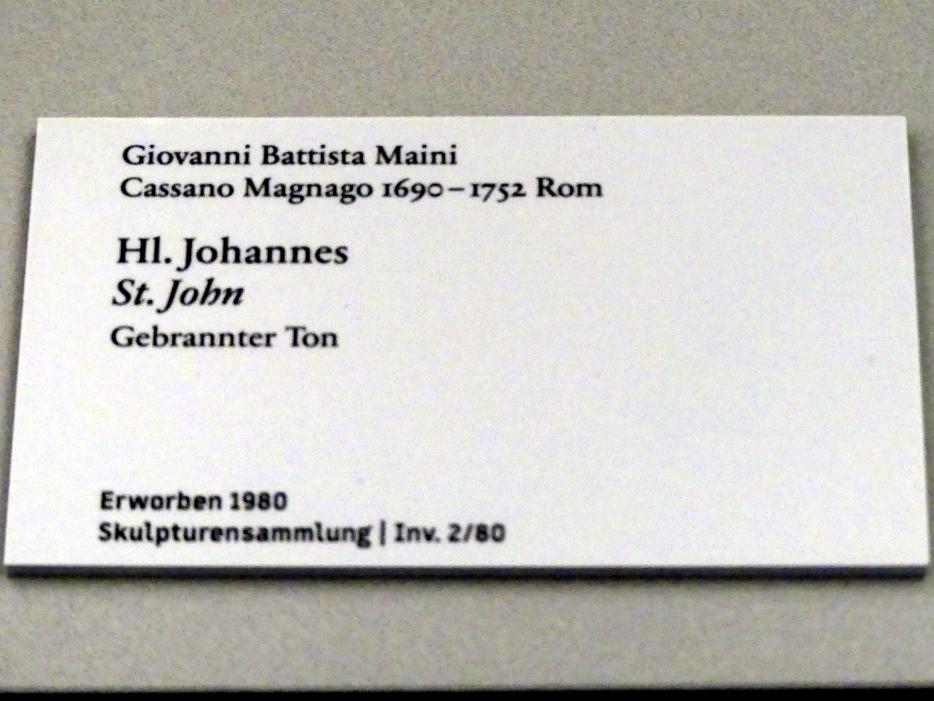 Giovanni Battista Maini
Cassano Magnago 1690–1752 Rom
Hl. Johannes
St. John
Gebrannter Ton
Erworben 1980
Skulpturensammlung | Inv. 2/80